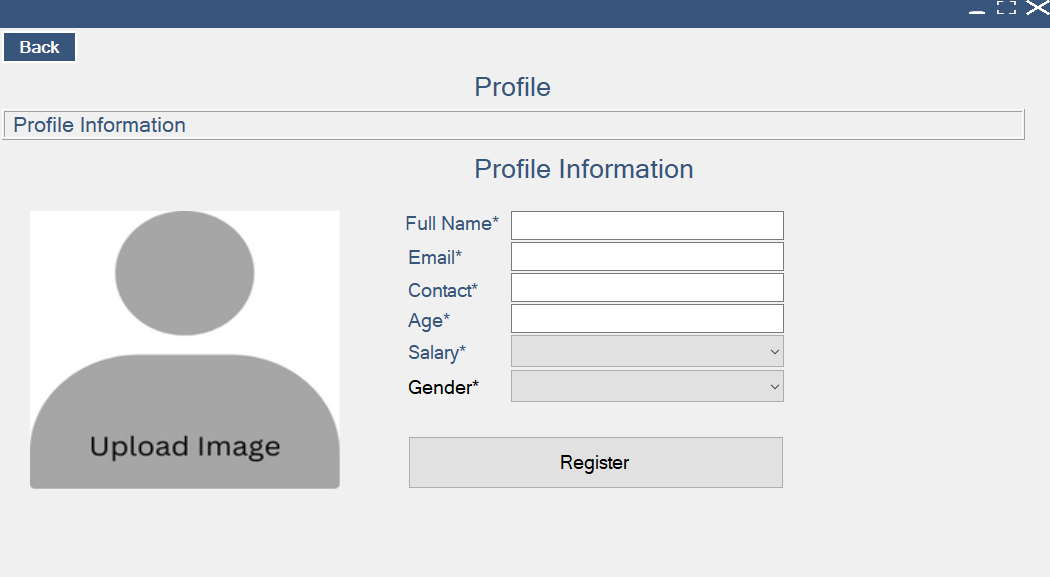 Back
Profile
Profile Information
Profile Information
Full Name*
Email*
Contact*
Age*
Salary*
Gender*
Upload Image
Register